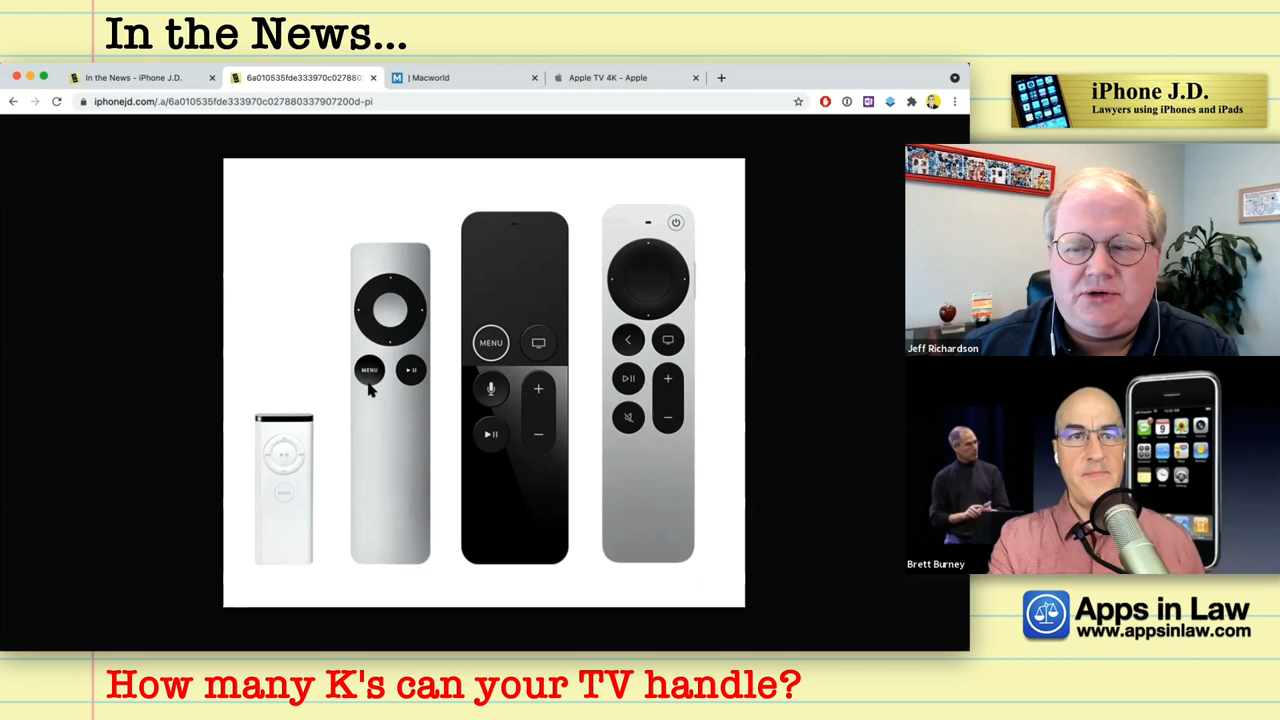 In the News...
In the News - iPhone J.D.
6a010535fde333970c027880
| Macworld
Apple TV 4K - Apple
iphonejd.com/.a/6a010535fde333970c027880337907200d-pi
iPhone J.D.
Lawyers using iPhones and iPads
MENU
MENU
MENU
Jeff Richardson
Brett Burney
Apps in Law
www.appsinlaw.com
How many K's can your TV handle?